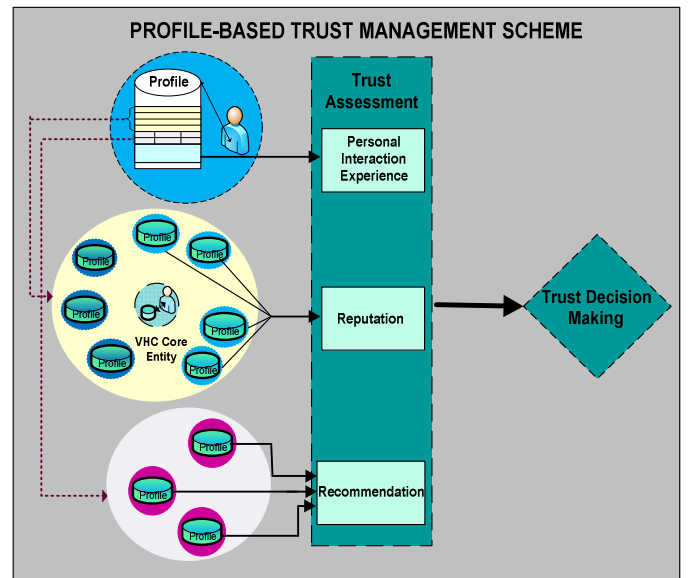 PROFILE-BASED TRUST MANAGEMENT SCHEME
Profile
Trust
Assessment
Personal
Interaction
Experience
Profile
Profile
Profile
Profile
Profile
Profile
Profile
VHC Core
Entity
Reputation
Trust Decision
Making
Profile
Profile
Profile
Recommendation